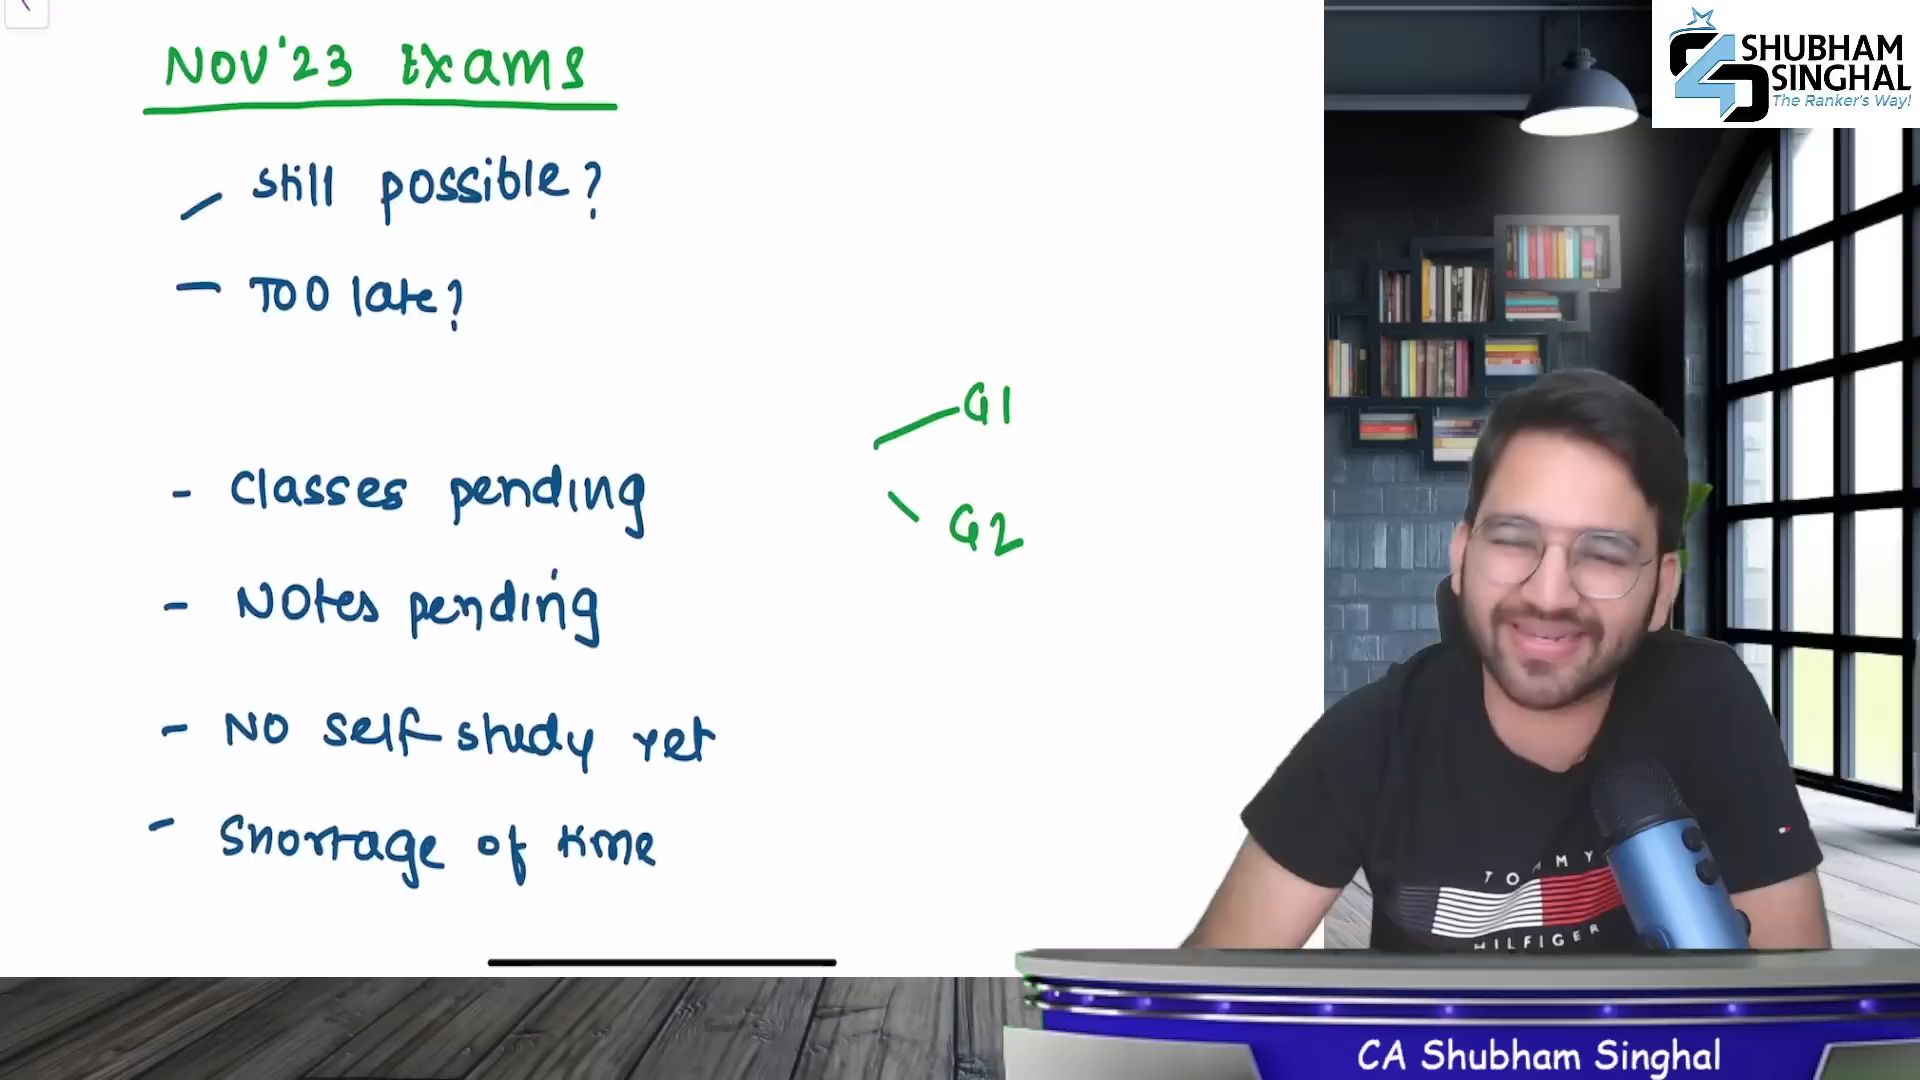 NOV'23 Exams
still possible?
Too late?
G1
classes pending
G2
Notes pending
No self study yet
Shortage of time
SHUBHAM
SINGHAL
The Ranker's Way!
TOMMY
HILFIGER
CA Shubham Singhal